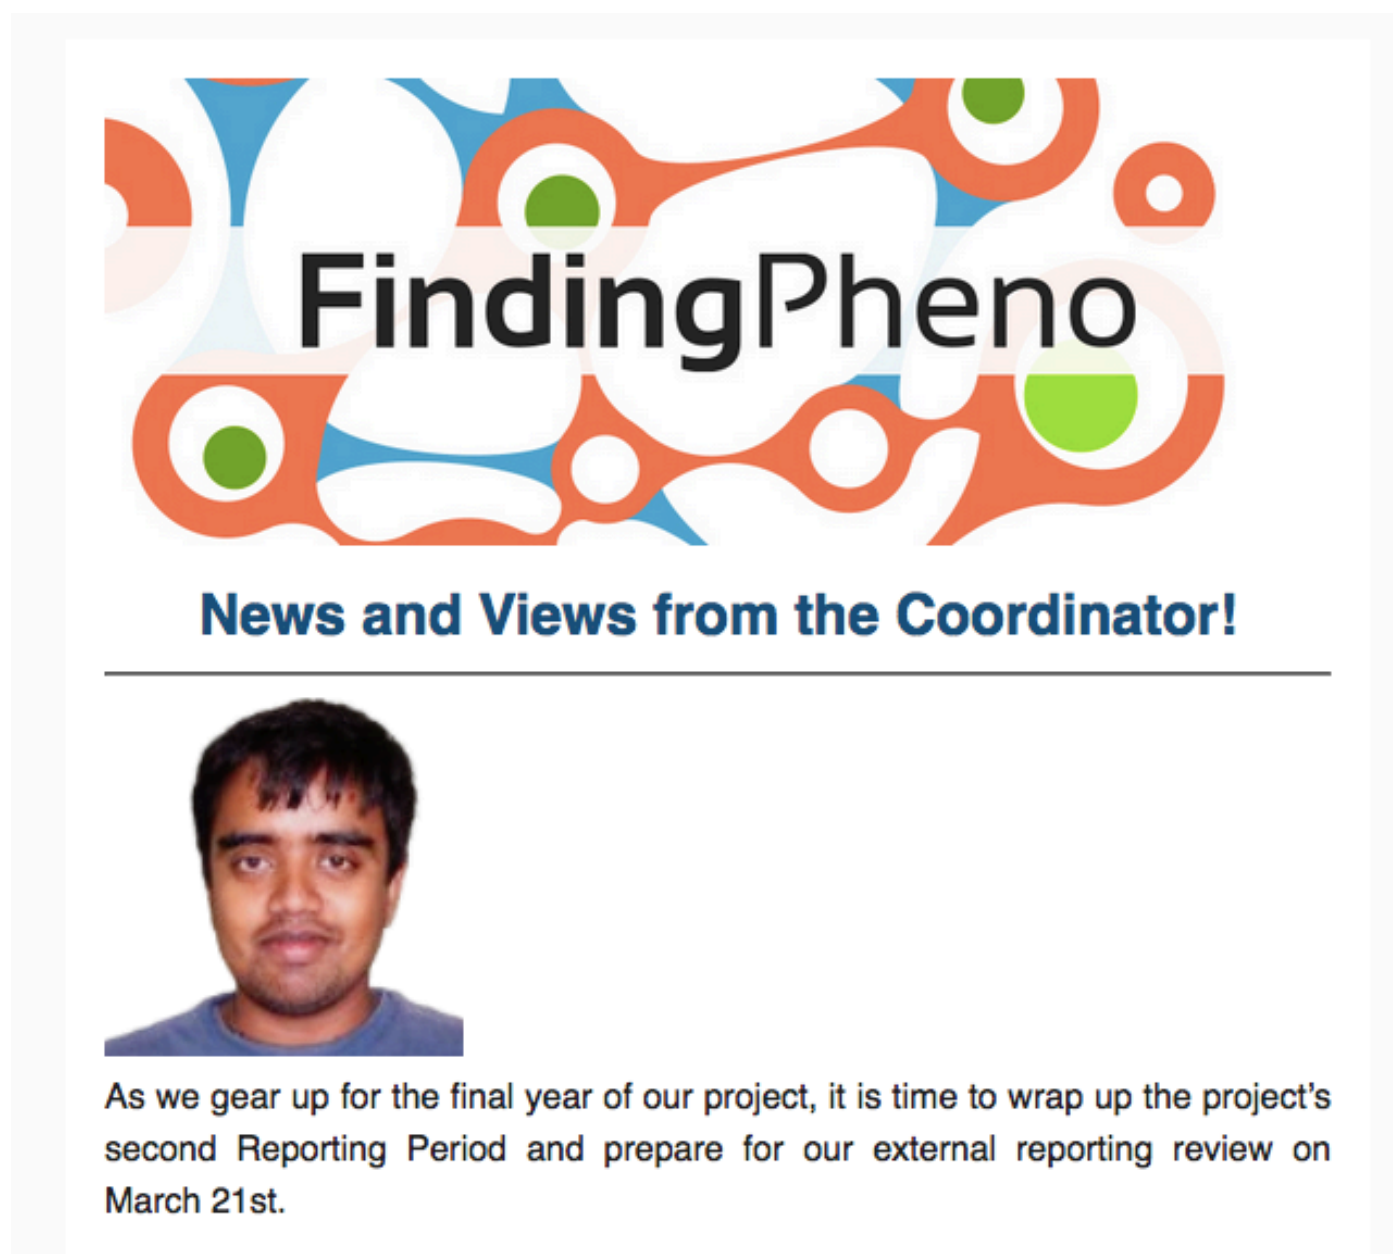 FindingPheno
News and Views from the Coordinator!
As we gear up for the final year of our project, it is time to wrap up the project’s
second Reporting Period and prepare for our external reporting review on
March 21st.